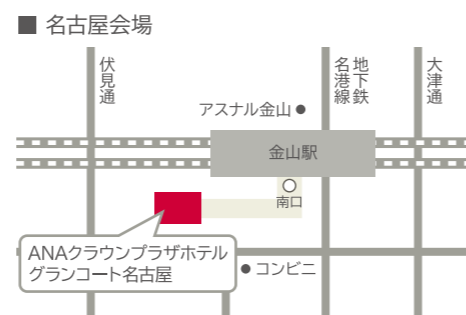 ■ 名古屋会場
伏見通
地下鉄
名港線
大津通
アスナル金山●
金山駅
南口
ANAクラウンプラザホテル
グランコート名古屋
●コンビニ